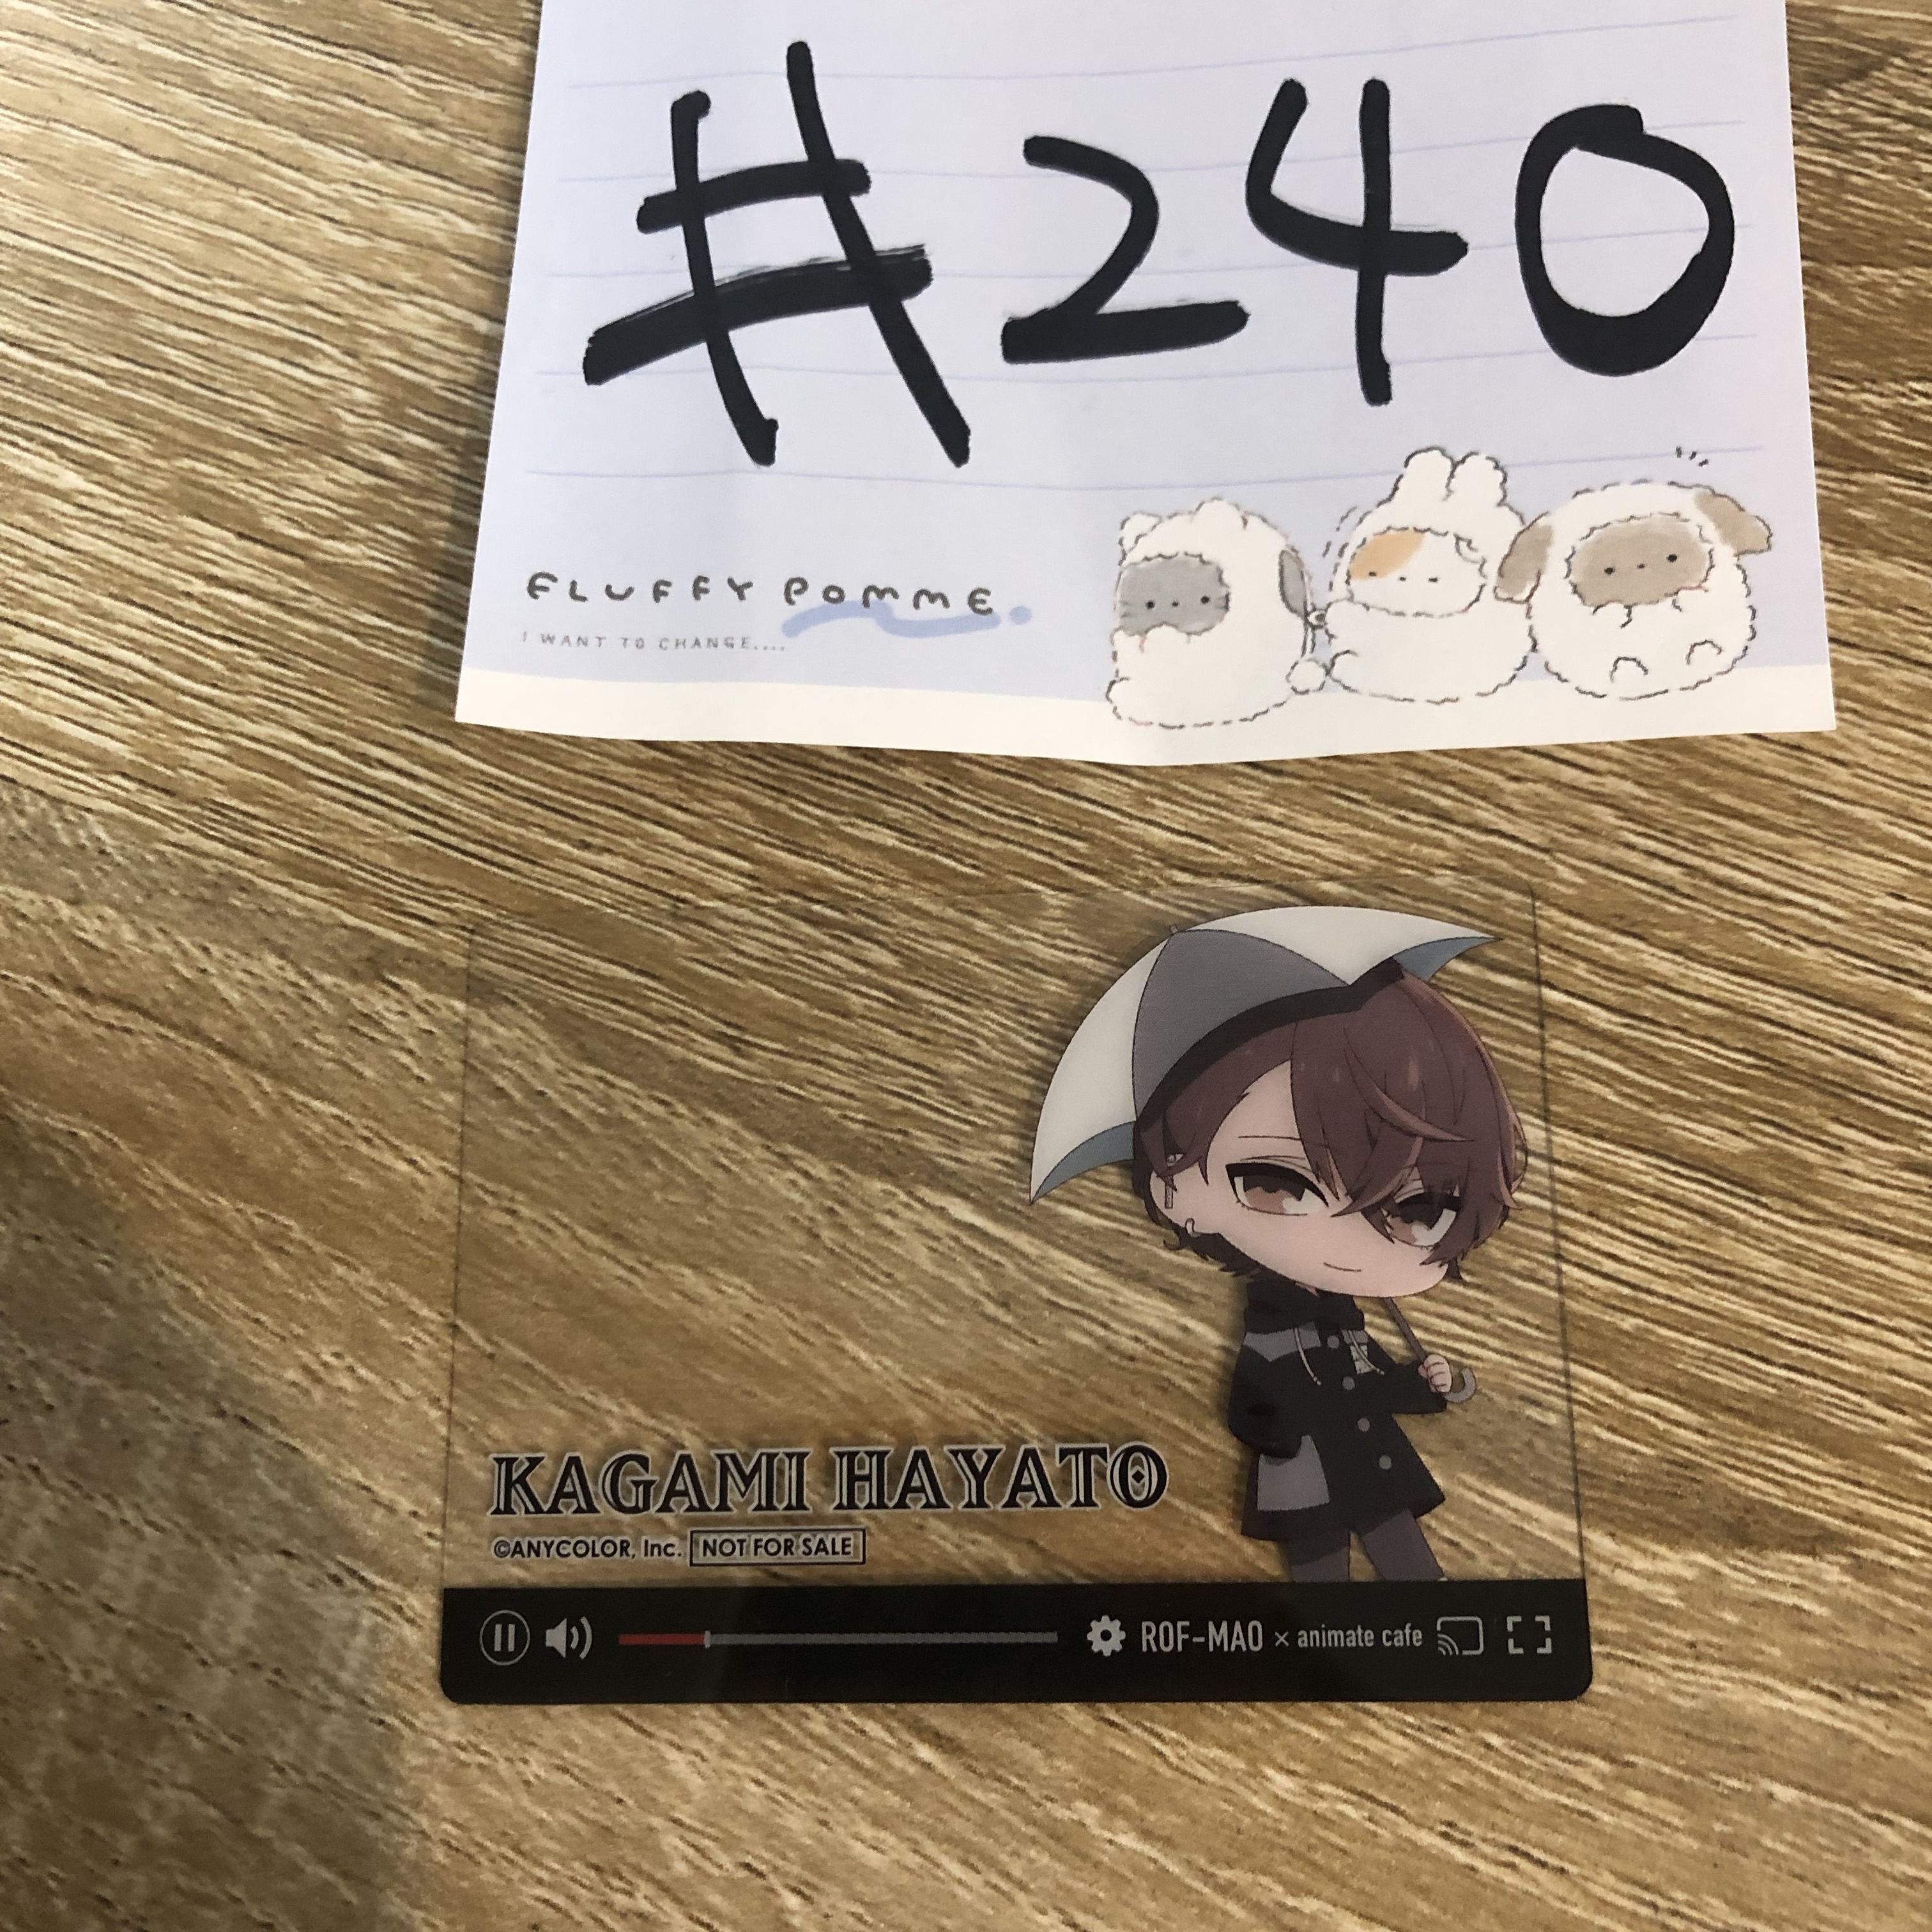 #240
FLUFFY POMME.
I WANT TO CHANGE....
KAGAMI HAYATO
©ANYCOLOR, Inc. NOT FOR SALE
ROF-MAO × animate cafe